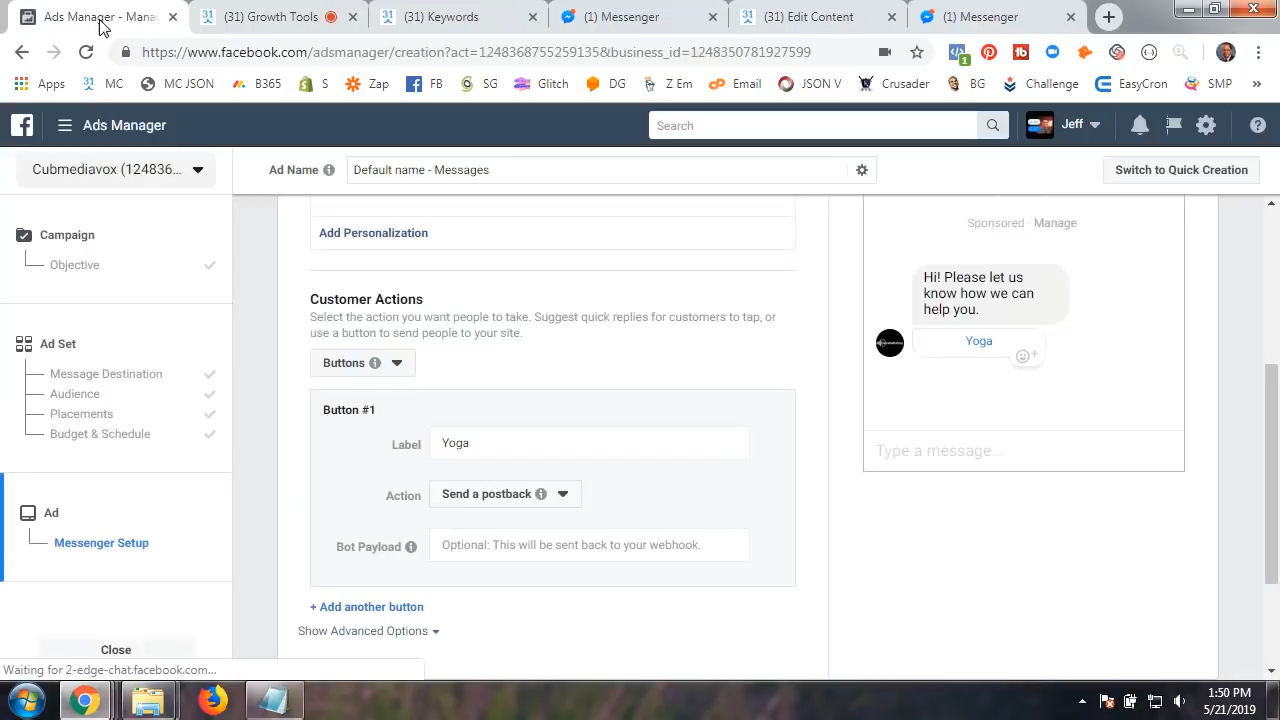 Ads Manager - Mana
(31) Growth Tools
(31) Keywords
(1) Messenger
(31) Edit Content
(1) Messenger
https://www.facebook.com/adsmanager/creation?act=1248368755259135&business_id=1248350781927599
Apps
MC
MC JSON
B365
SG
Zap
FB
SG
Glitch
DG
Z Em
Email
JSON V
Crusader
BG
Challenge
EasyCron
SMP
»
Ads Manager
Search
Jeff
Cubmediavox (124836...
Ad Name
Default name - Messages
Switch to Quick Creation
Campaign
Objective
Ad Set
Message Destination
Audience
Placements
Budget & Schedule
Ad
Messenger Setup
Close
Add Personalization
Customer Actions
Select the action you want people to take. Suggest quick replies for customers to tap, or
use a button to send people to your site.
Buttons
Button #1
Label
Yoga
Action
Send a postback
Bot Payload
Optional: This will be sent back to your webhook.
+ Add another button
Show Advanced Options
Sponsored · Manage
Hi! Please let us
know how we can
help you.
Yoga
Type a message...
Waiting for 2-edge-chat.facebook.com...
1:50 PM
5/21/2019